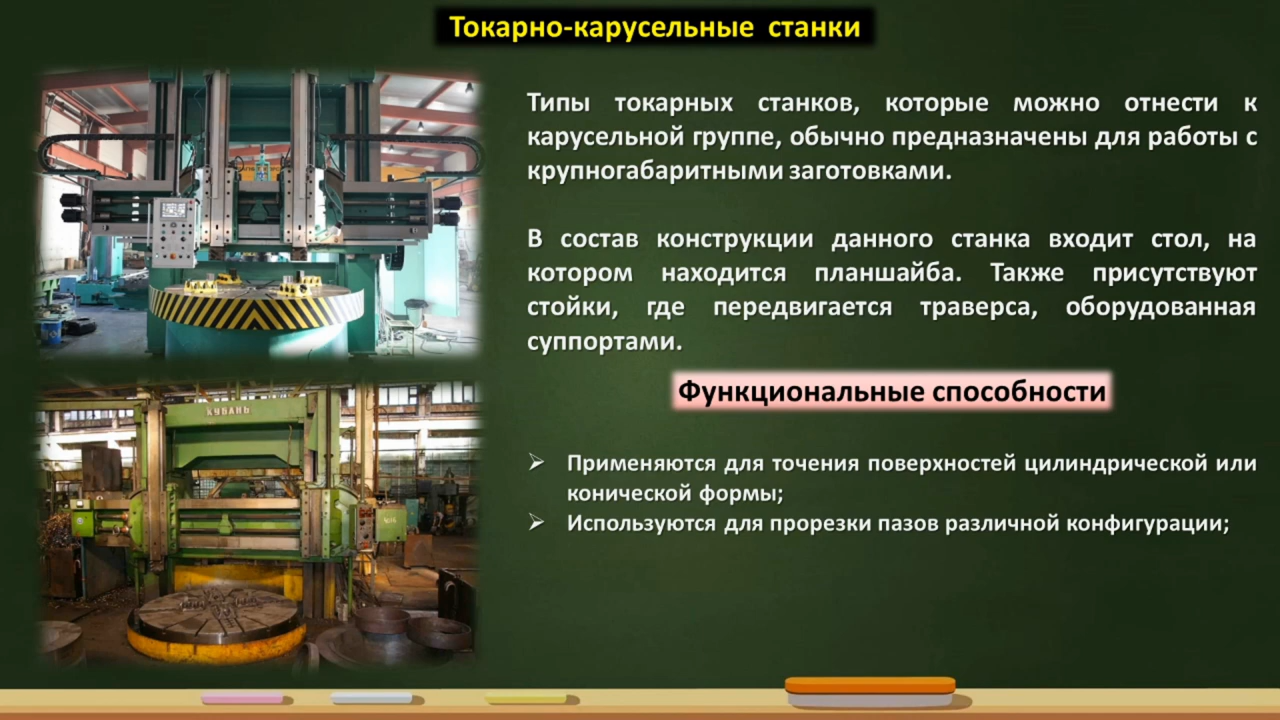 Токарно-карусельные станки
Типы токарных станков, которые можно отнести к
карусельной группе, обычно предназначены для работы с
крупногабаритными заготовками.
В состав конструкции данного станка входит стол, на
котором находится планшайба. Также присутствуют
стойки, где передвигается траверса, оборудованная
суппортами.
КУБАНЬ
Функциональные способности
Применяются для точения поверхностей цилиндрической или
конической формы;
Используются для прорезки пазов различной конфигурации;